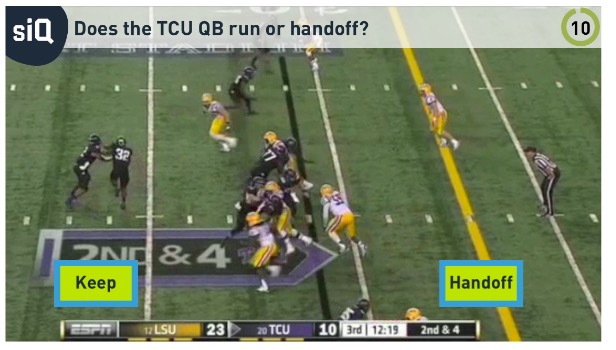 siQ
Does the TCU QB run or handoff?
10
32
2ND & 4
Keep
Handoff
ESPN 12 LSU 23 20 TCU 10 3rd 12:19 2nd & 4